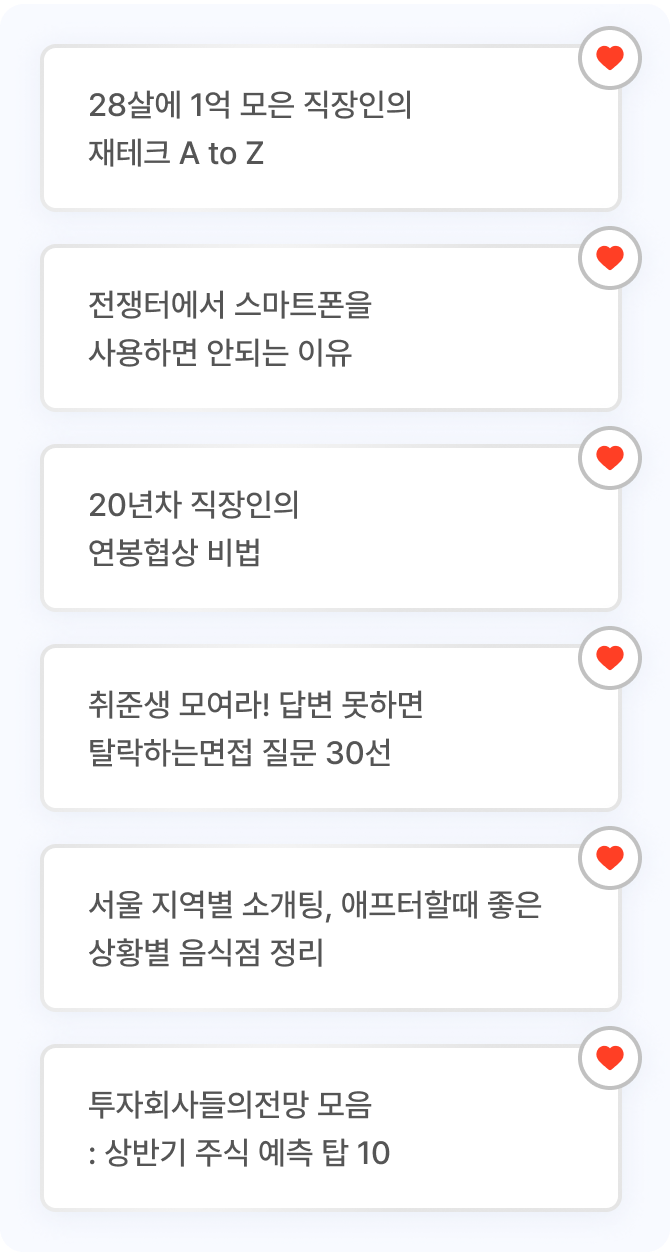 28살에 1억 모은 직장인의
재테크 A to Z
전쟁터에서 스마트폰을
사용하면 안되는 이유
20년차 직장인의
연봉협상 비법
취준생 모여라! 답변 못하면
탈락하는면접 질문 30선
서울 지역별 소개팅, 애프터할때 좋은
상황별 음식점 정리
투자회사들의전망 모음
: 상반기 주식 예측 탑 10